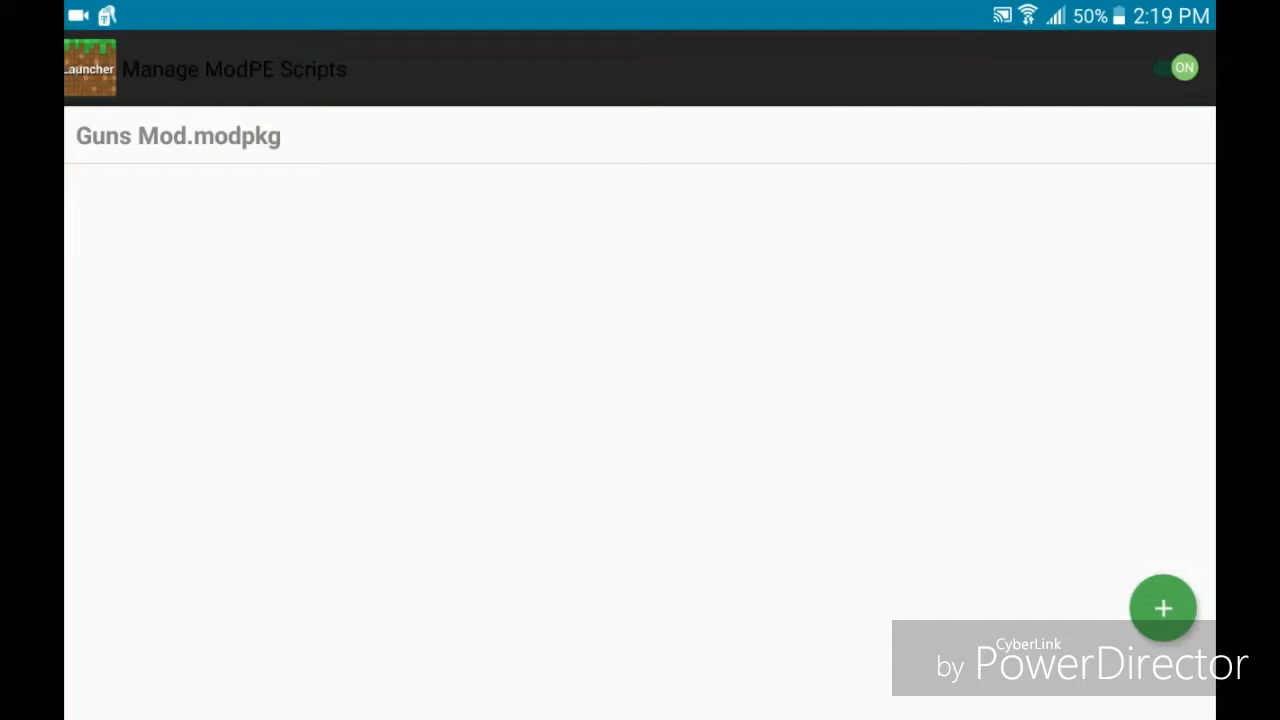 50% 2:19 PM
Launcher Manage ModPE Scripts ON
Guns Mod.modpkg
+
CyberLink
by PowerDirector